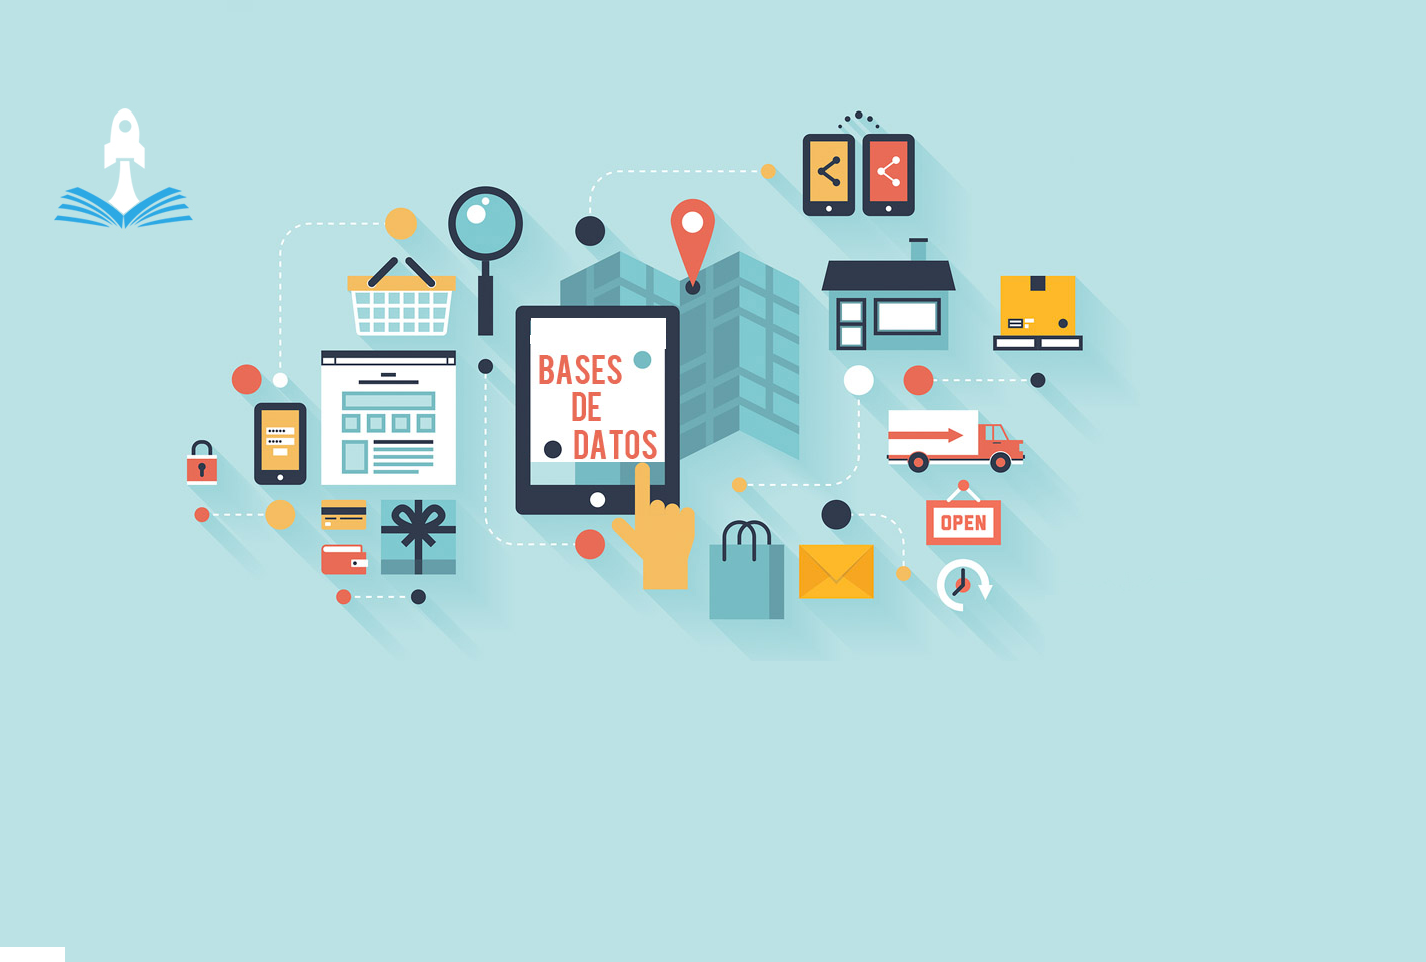 BASES
DE
DATOS
OPEN